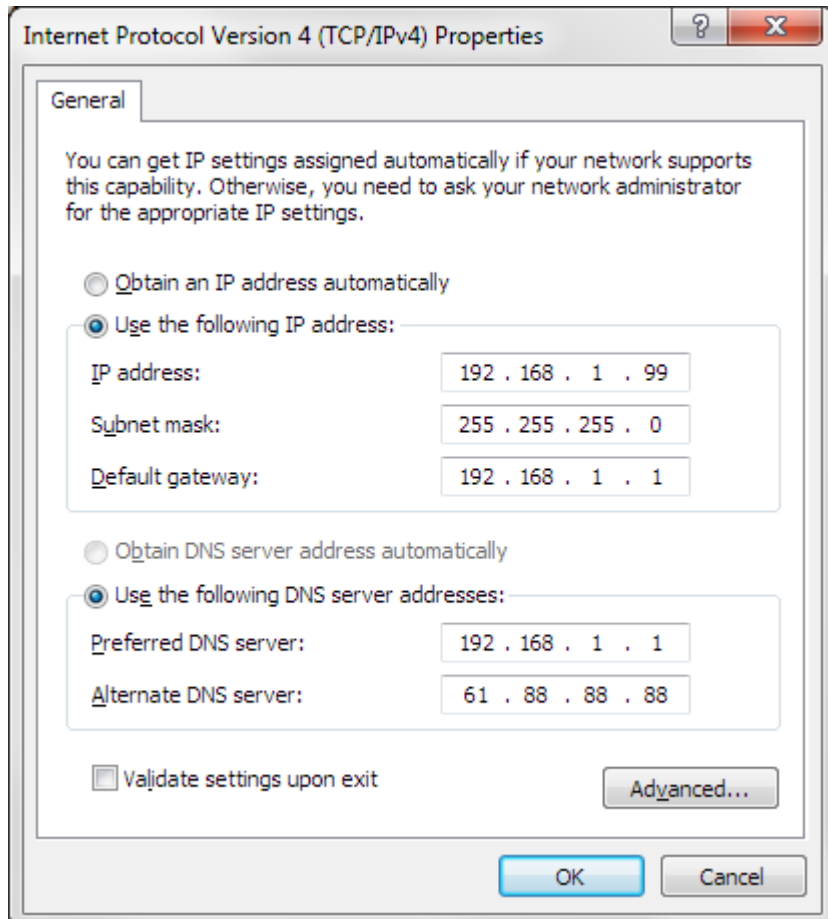 Internet Protocol Version 4 (TCP/IPv4) Properties
General
You can get IP settings assigned automatically if your network supports
this capability. Otherwise, you need to ask your network administrator
for the appropriate IP settings.
Obtain an IP address automatically
Use the following IP address:
IP address: 192 . 168 . 1 . 99
Subnet mask: 255 . 255 . 255 . 0
Default gateway: 192 . 168 . 1 . 1
Obtain DNS server address automatically
Use the following DNS server addresses:
Preferred DNS server: 192 . 168 . 1 . 1
Alternate DNS server: 61 . 88 . 88 . 88
Validate settings upon exit
Advanced...
OK Cancel